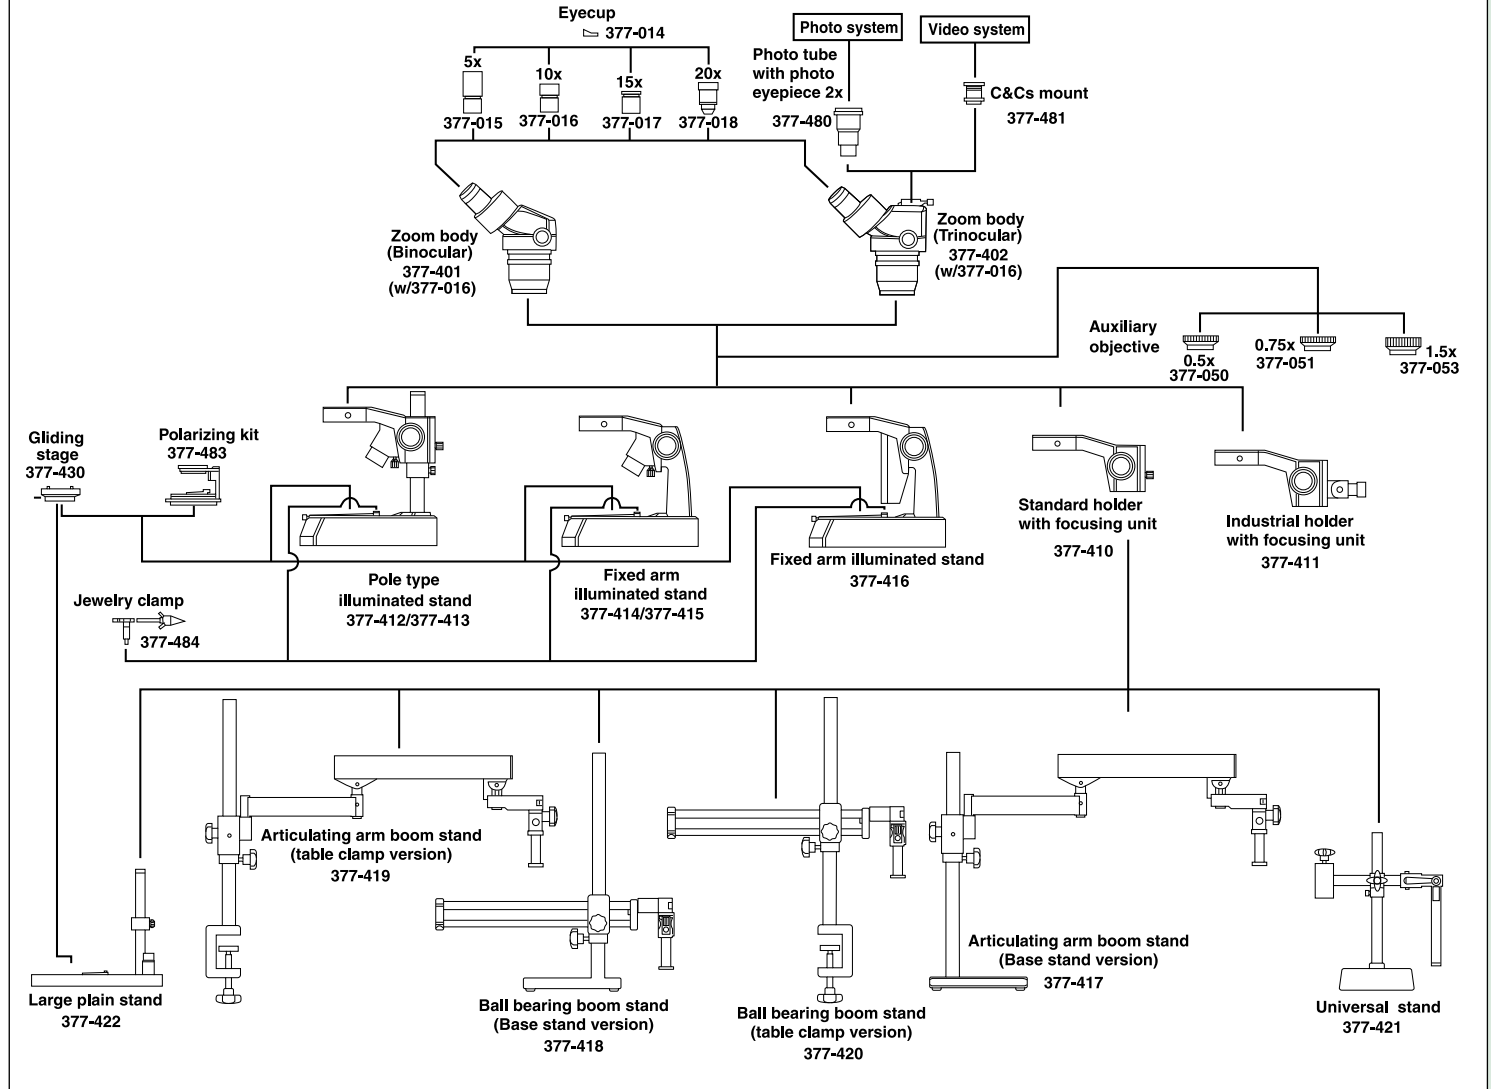 Eyecup
377-014
Photo system
Video system
5x
377-015
10x
377-016
15x
377-017
20x
377-018
Photo tube
with photo
eyepiece 2x
377-480
C&Cs mount
377-481
Zoom body
(Binocular)
377-401
(w/377-016)
Zoom body
(Trinocular)
377-402
(w/377-016)
Auxiliary
objective
0.5x
377-050
0.75x
377-051
1.5x
377-053
Gliding
stage
377-430
Polarizing kit
377-483
Pole type
illuminated stand
377-412/377-413
Fixed arm
illuminated stand
377-414/377-415
Fixed arm illuminated stand
377-416
Standard holder
with focusing unit
377-410
Industrial holder
with focusing unit
377-411
Jewelry clamp
377-484
Large plain stand
377-422
Articulating arm boom stand
(table clamp version)
377-419
Ball bearing boom stand
(Base stand version)
377-418
Ball bearing boom stand
(table clamp version)
377-420
Articulating arm boom stand
(Base stand version)
377-417
Universal stand
377-421